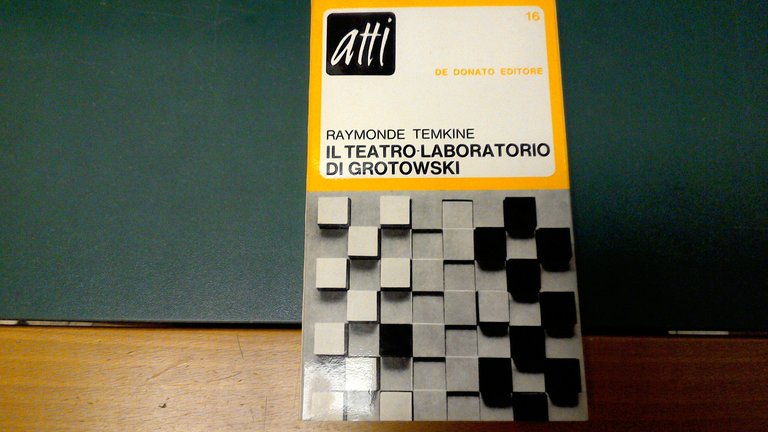 atti
16
DE DONATO EDITORE
RAYMONDE TEMKINE
IL TEATRO-LABORATORIO
DI GROTOWSKI